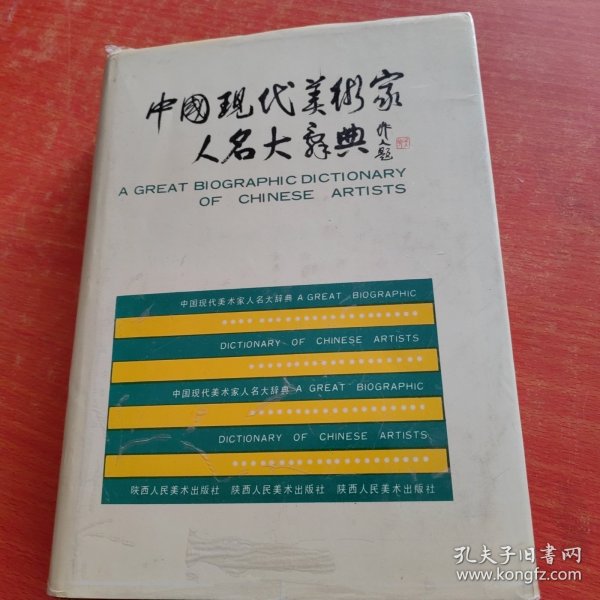 中國現代美術家
人名大辭典
A GREAT BIOGRAPHIC DICTIONARY
OF CHINESE ARTISTS
中国现代美术家人名大辞典 A GREAT BIOGRAPHIC
DICTIONARY OF CHINESE ARTISTS
中国现代美术家人名大辞典 A GREAT BIOGRAPHIC
DICTIONARY OF CHINESE ARTISTS
陕西人民美术出版社 陕西人民美术出版社 陕西人民美术出版社
孔夫子旧书网
www.kongfz.com